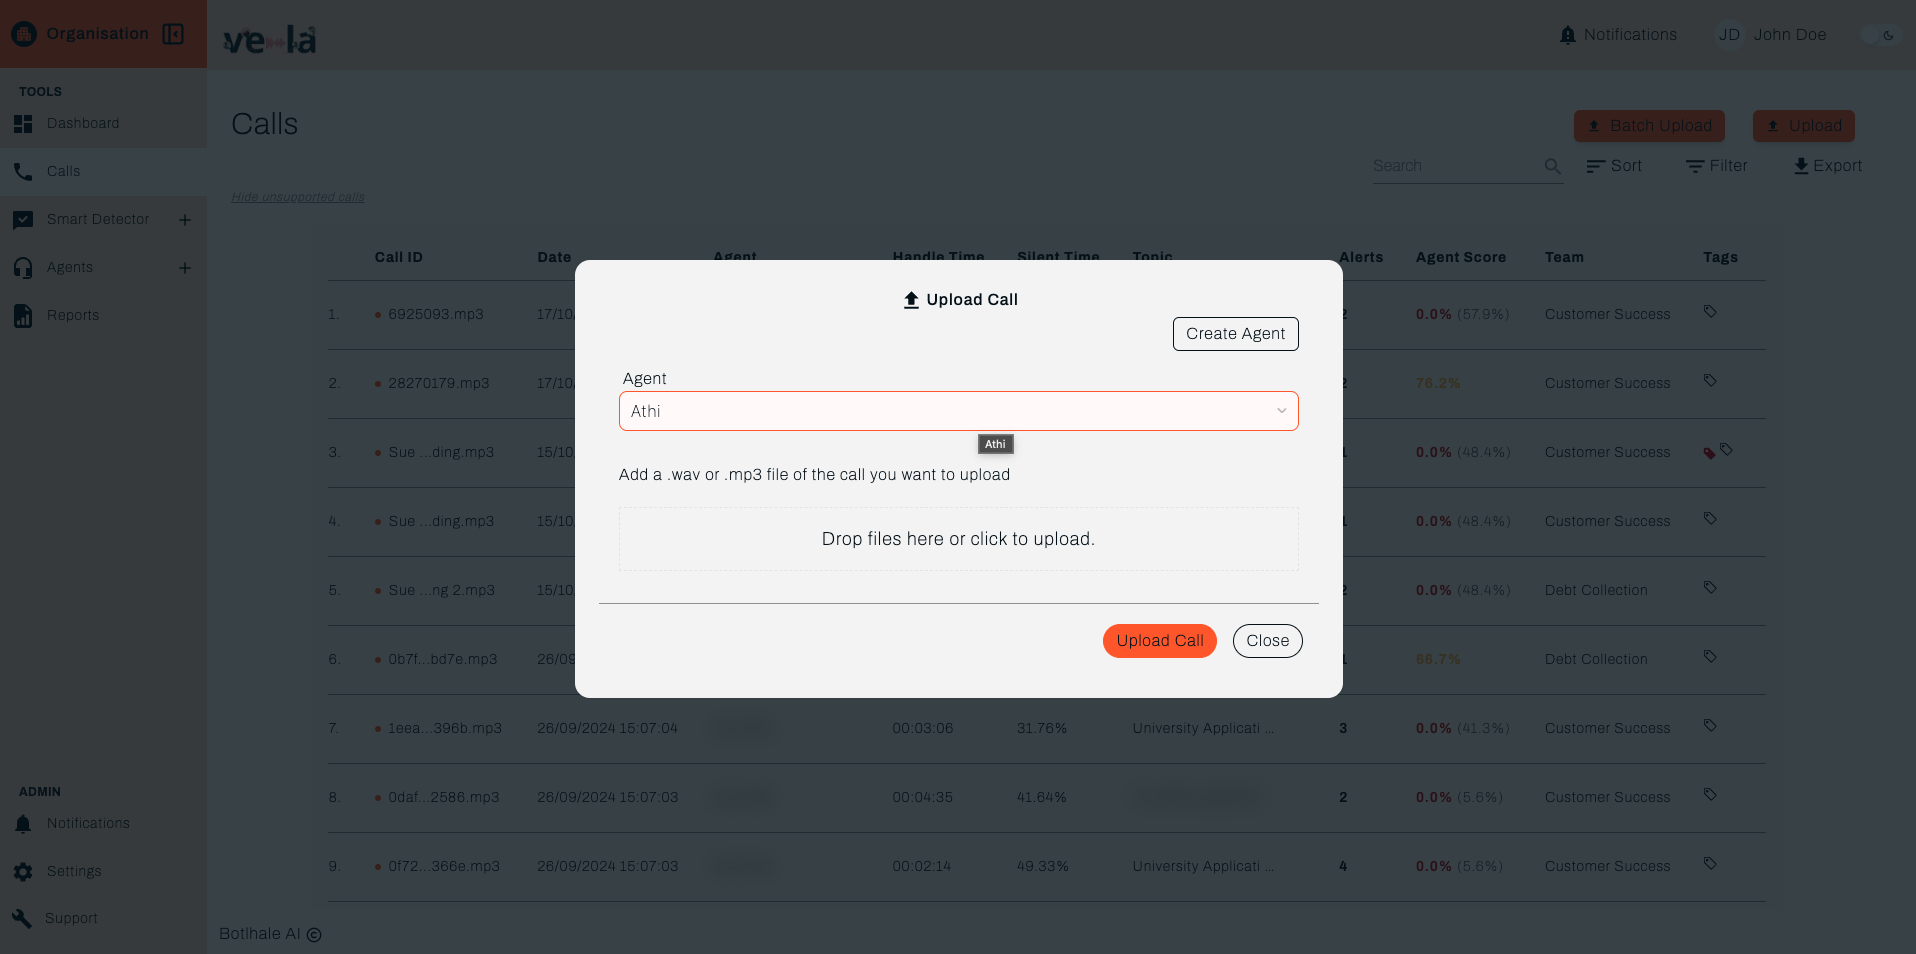 Organisation
vela
Notifications
JD John Doe
TOOLS
Dashboard
Calls
Smart Detector
Agents
Reports
ADMIN
Notifications
Settings
Support
Calls
Batch Upload
Upload
Search
Sort
Filter
Export
Hide unsupported calls
Call ID Date Agent Handle Time Silent Time Topic Alerts Agent Score Team Tags
1. 6925093.mp3 17/10/ 2 0.0% (57.9%) Customer Success
2. 28270179.mp3 17/10/ 2 76.2% Customer Success
3. Sue ...ding.mp3 15/10/ 1 0.0% (48.4%) Customer Success
4. Sue ...ding.mp3 15/10/ 1 0.0% (48.4%) Customer Success
5. Sue ...ng 2.mp3 15/10/ 2 0.0% (48.4%) Debt Collection
6. 0b7f...bd7e.mp3 26/09 1 66.7% Debt Collection
7. 1eea...396b.mp3 26/09/2024 15:07:04 00:03:06 31.76% University Applicati ... 3 0.0% (41.3%) Customer Success
8. 0daf...2586.mp3 26/09/2024 15:07:03 00:04:35 41.64% 2 0.0% (5.6%) Customer Success
9. 0f72...366e.mp3 26/09/2024 15:07:03 00:02:14 49.33% University Applicati ... 4 0.0% (5.6%) Customer Success
Upload Call
Create Agent
Agent
Athi
Athi
Add a .wav or .mp3 file of the call you want to upload
Drop files here or click to upload.
Upload Call
Close
Botlhale AI ©